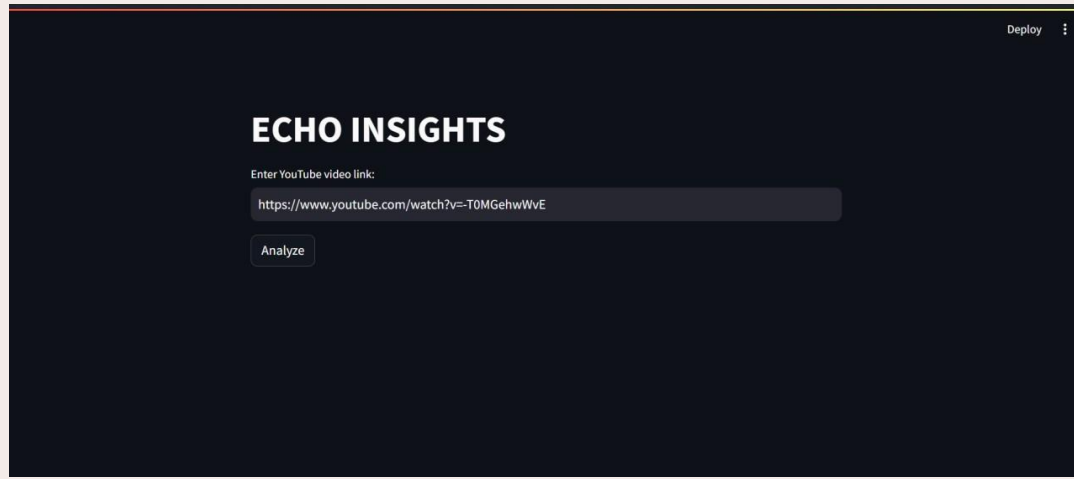 Deploy
ECHO INSIGHTS
Enter YouTube video link:
https://www.youtube.com/watch?v=-T0MGehwWvE
Analyze